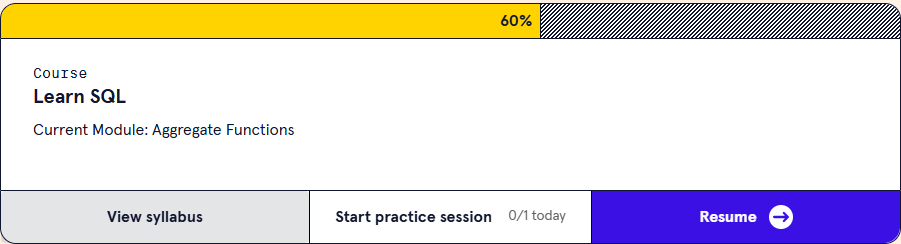 60%
Course
Learn SQL
Current Module: Aggregate Functions
View syllabus
Start practice session 0/1 today
Resume